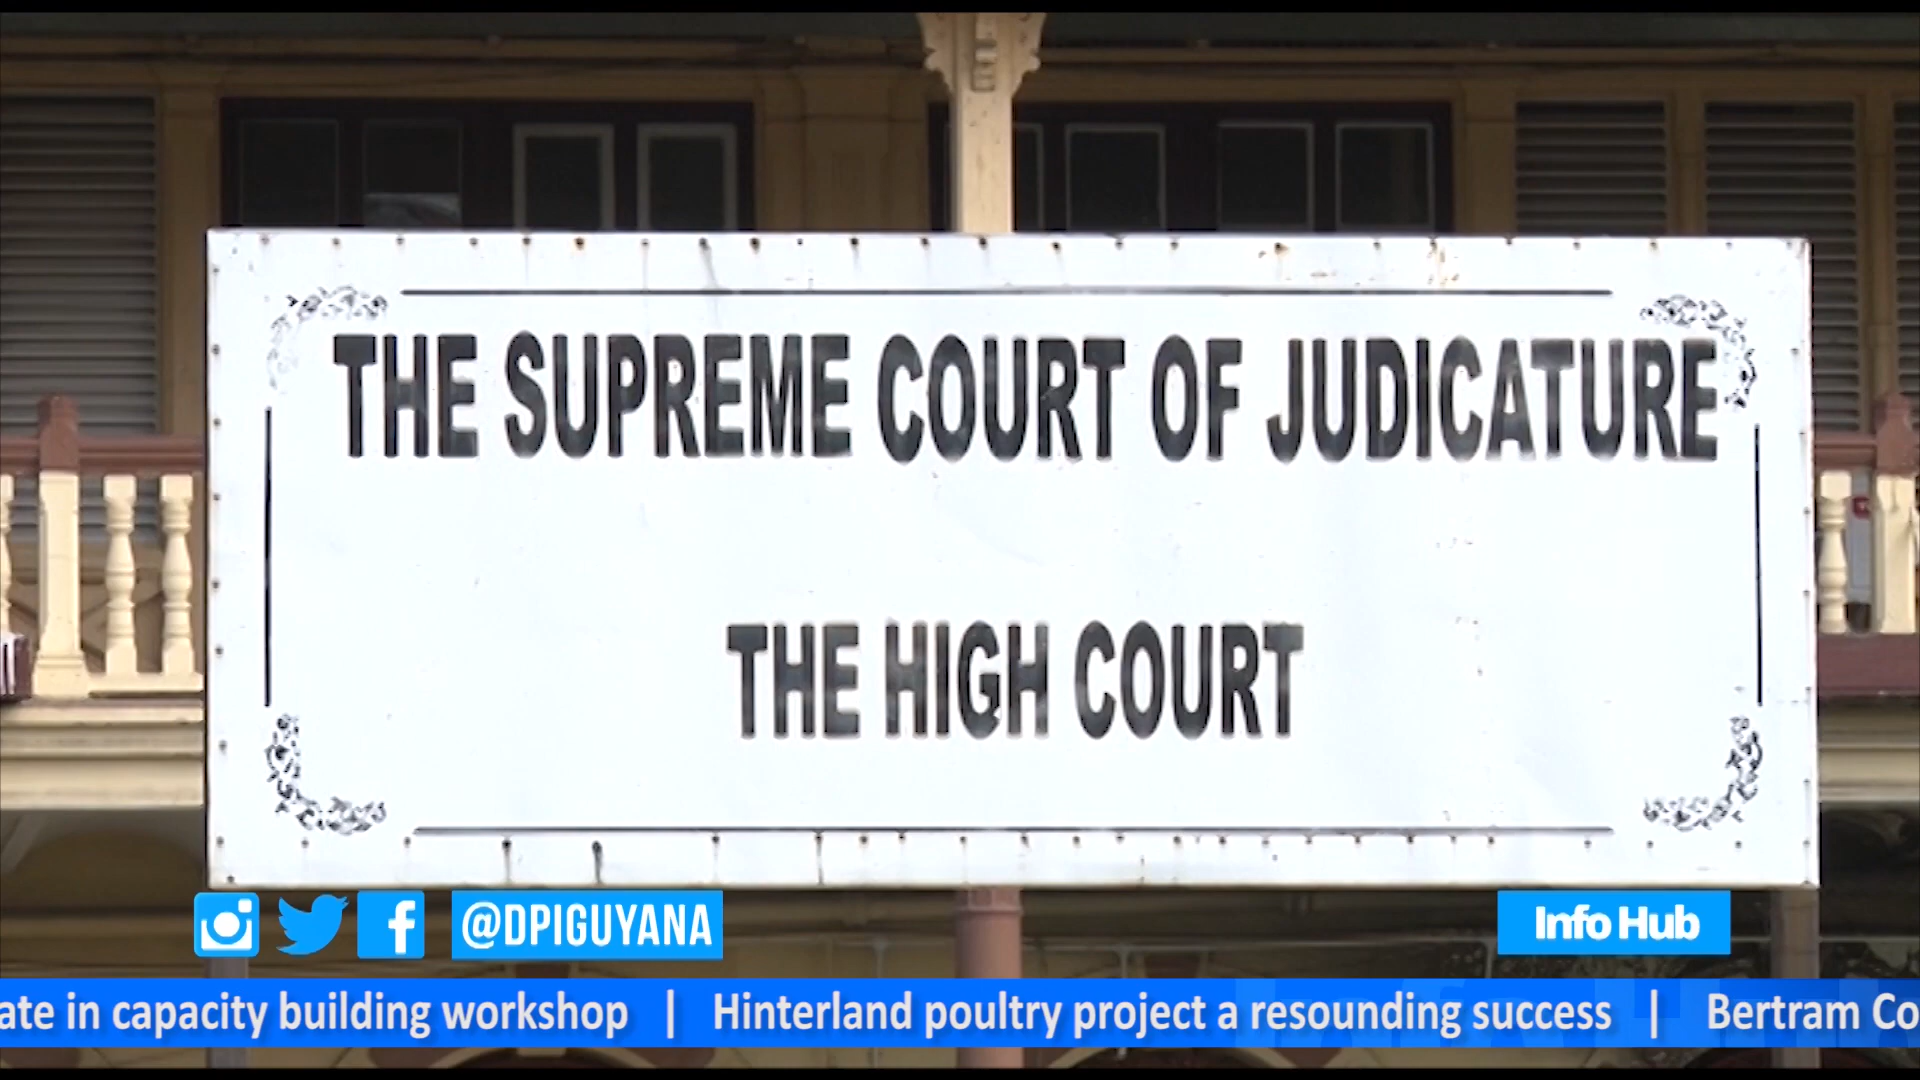 THE SUPREME COURT OF JUDICATURE
THE HIGH COURT
@DPIGUYANA
Info Hub
ate in capacity building workshop | Hinterland poultry project a resounding success | Bertram Co